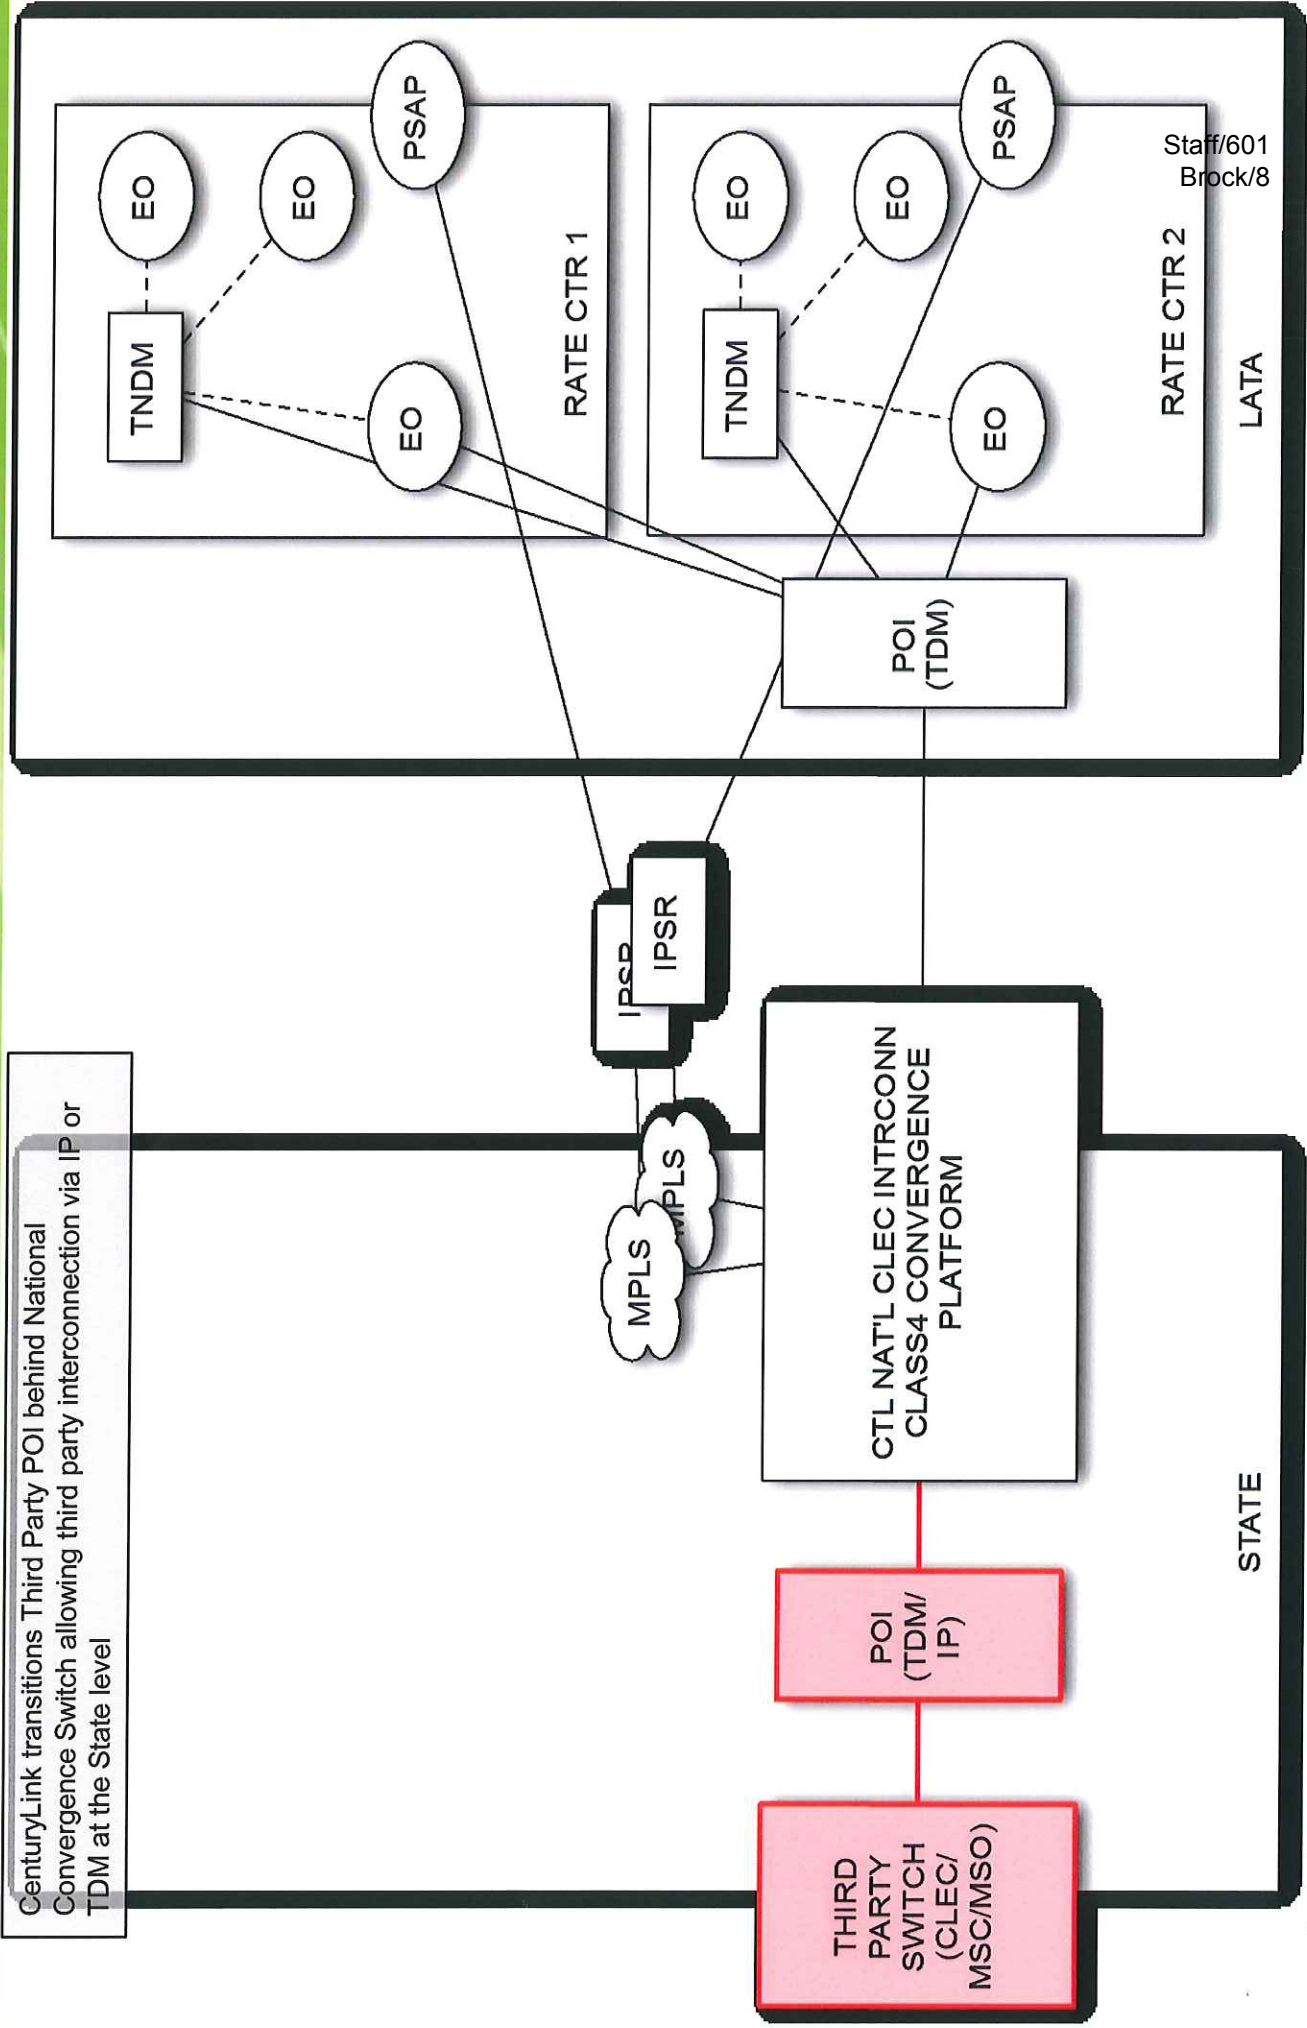 Staff/601
Brock/8
CenturyLink transitions Third Party POI behind National
Convergence Switch allowing third party interconnection via IP or
TDM at the State level
THIRD
PARTY
SWITCH
(CLEC/
MSC/MSO)
POI
(TDM/
IP)
CTL NAT'L CLEC INTRCONN
CLASS4 CONVERGENCE
PLATFORM
MPLS
MPLS
STATE
IPSR
IPSR
POI
(TDM)
TNDM
EO
EO
EO
PSAP
RATE CTR 1
TNDM
EO
EO
EO
PSAP
RATE CTR 2
LATA